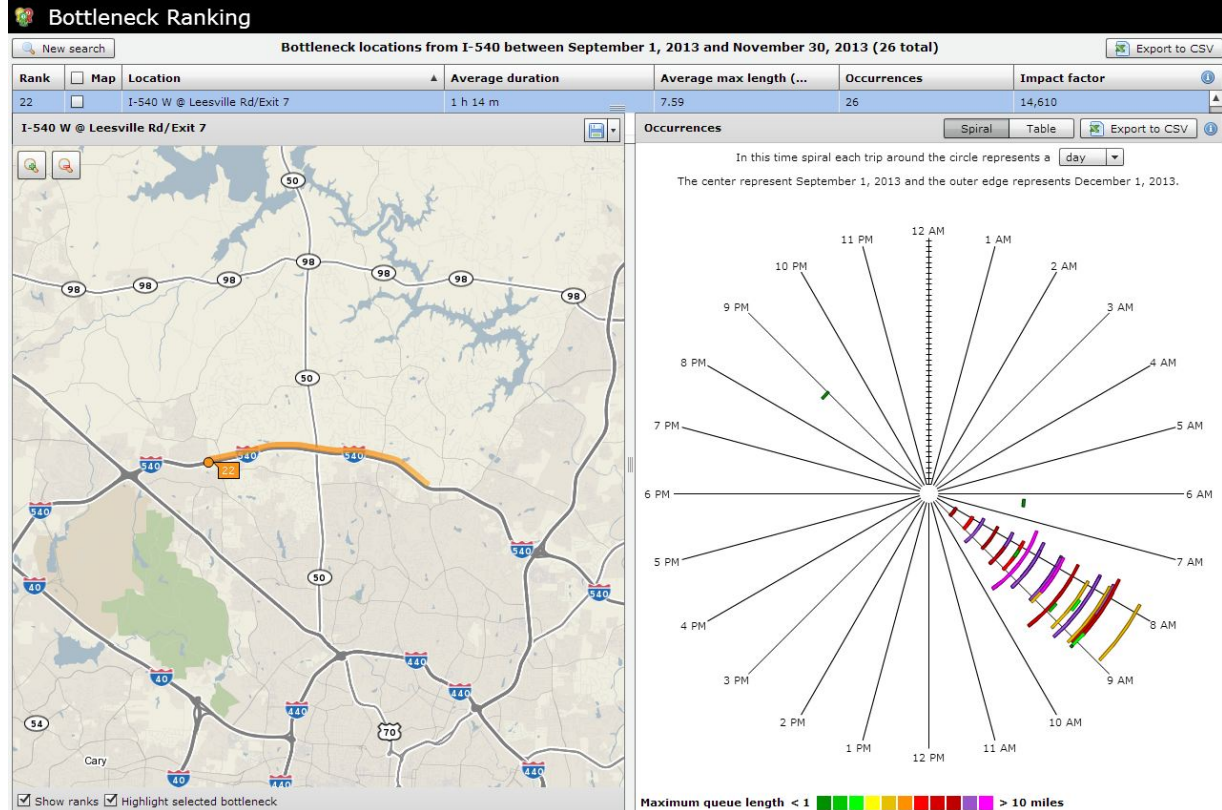 Bottleneck Ranking
New search
Bottleneck locations from I-540 between September 1, 2013 and November 30, 2013 (26 total)
Export to CSV
Rank Map Location Average duration Average max length (... Occurrences Impact factor
22 I-540 W @ Leesville Rd/Exit 7 1 h 14 m 7.59 26 14,610
I-540 W @ Leesville Rd/Exit 7
Occurrences
Spiral
Table
Export to CSV
In this time spiral each trip around the circle represents a day
The center represent September 1, 2013 and the outer edge represents December 1, 2013.
50
98
98
98
98
98
98
50
540
540
540
22
540
540
540
50
40
40
40
440
440
440
440
70
54
Cary
40
12 AM
1 AM
2 AM
3 AM
4 AM
5 AM
6 AM
7 AM
8 AM
9 AM
10 AM
11 AM
12 PM
1 PM
2 PM
3 PM
4 PM
5 PM
6 PM
7 PM
8 PM
9 PM
10 PM
11 PM
Show ranks Highlight selected bottleneck
Maximum queue length < 1 > 10 miles